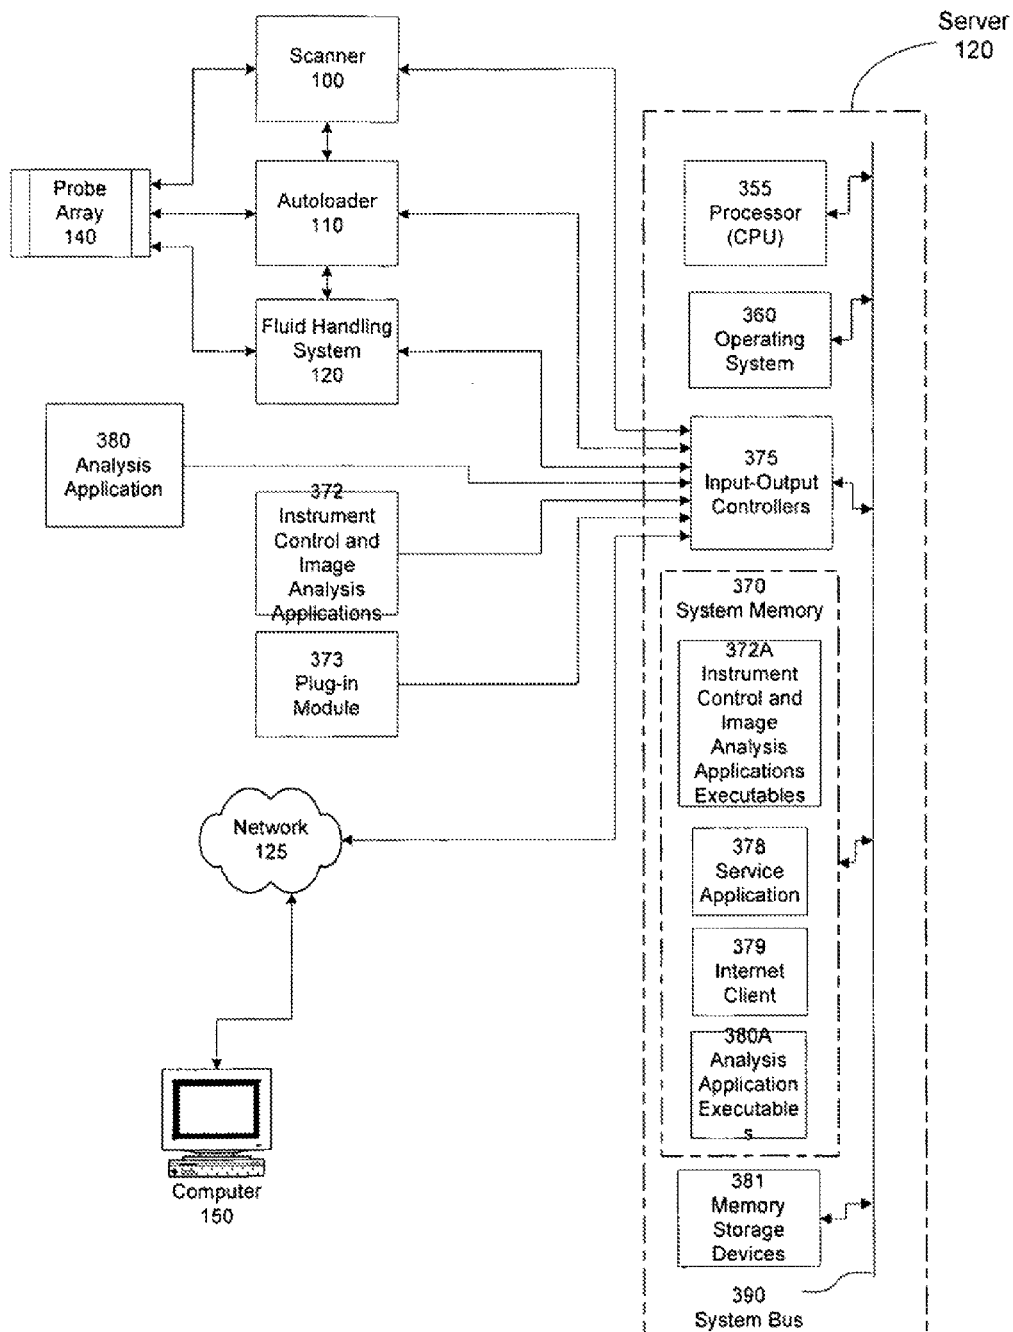 Server
120
Scanner
100
Probe
Array
140
Autoloader
110
Fluid Handling
System
120
380
Analysis
Application
372
Instrument
Control and
Image
Analysis
Applications
373
Plug-in
Module
Network
125
Computer
150
355
Processor
(CPU)
360
Operating
System
375
Input-Output
Controllers
370
System Memory
372A
Instrument
Control and
Image
Analysis
Applications
Executables
378
Service
Application
379
Internet
Client
380A
Analysis
Application
Executable
s
381
Memory
Storage
Devices
390
System Bus